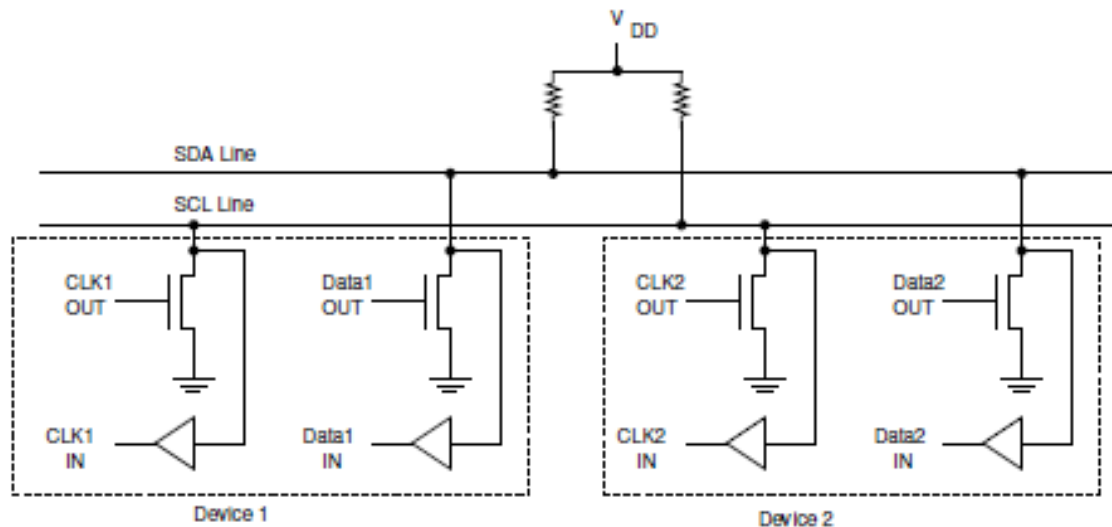 V
DD
SDA Line
SCL Line
CLK1
OUT
Data1
OUT
CLK2
OUT
Data2
OUT
CLK1
IN
Data1
IN
CLK2
IN
Data2
IN
Device 1
Device 2